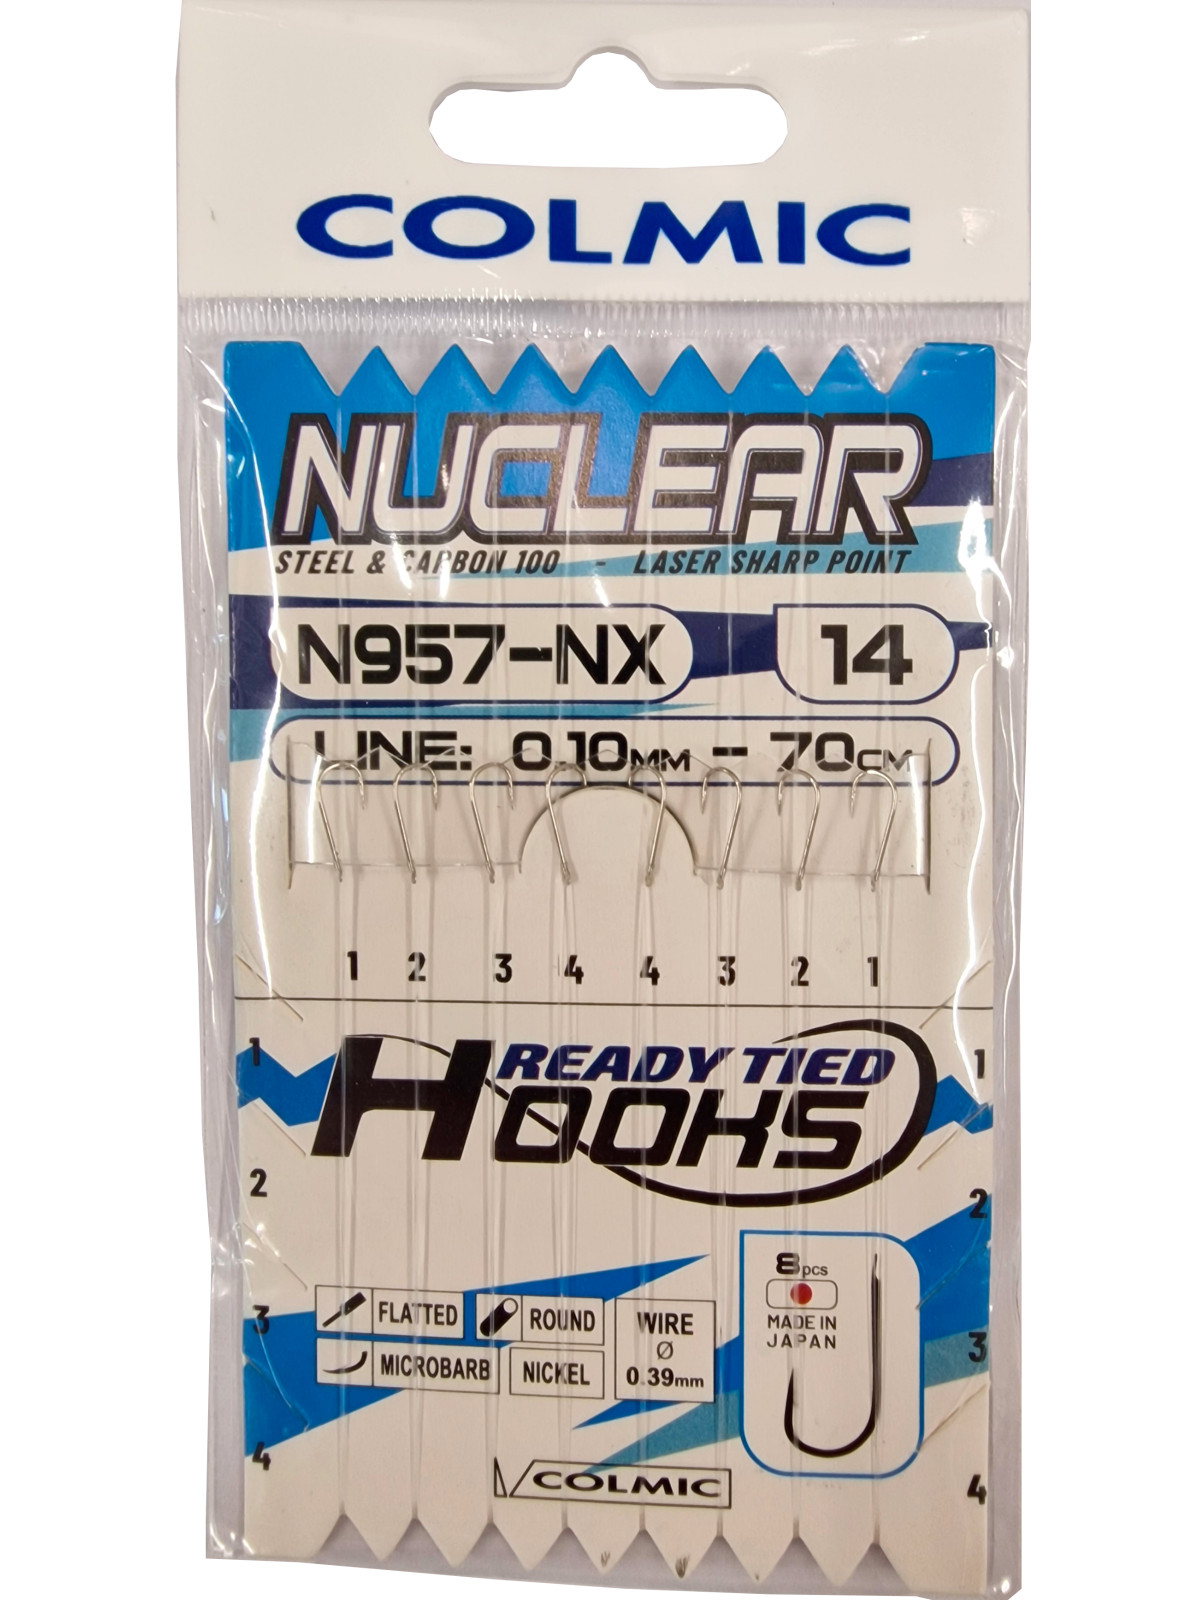 COLMIC
NUCLEAR
STEEL & CARBON 100 - LASER SHARP POINT
N957-NX 14
LINE: 0.10MM - 70CM
1 2 3 4 4 3 2 1
READY TIED
HOOKS
1 1
2 2
8pcs
MADE IN
JAPAN
FLATTED ROUND WIRE
Ø
MICROBARB NICKEL 0.39mm
3 3
4 4
COLMIC